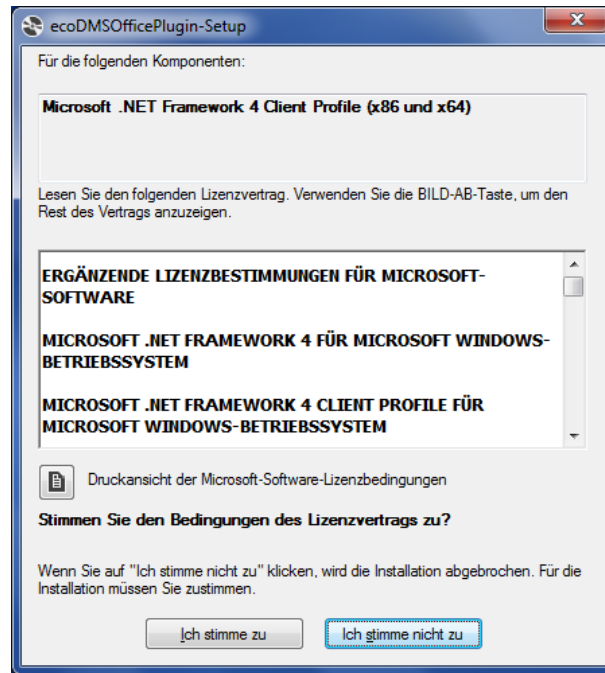 ecoDMSOfficePlugin-Setup
Für die folgenden Komponenten:
Microsoft .NET Framework 4 Client Profile (x86 und x64)
Lesen Sie den folgenden Lizenzvertrag. Verwenden Sie die BILD-AB-Taste, um den
Rest des Vertrags anzuzeigen.
ERGÄNZENDE LIZENZBESTIMMUNGEN FÜR MICROSOFT-
SOFTWARE
MICROSOFT .NET FRAMEWORK 4 FÜR MICROSOFT WINDOWS-
BETRIEBSSYSTEM
MICROSOFT .NET FRAMEWORK 4 CLIENT PROFILE FÜR
MICROSOFT WINDOWS-BETRIEBSSYSTEM
Druckansicht der Microsoft-Software-Lizenzbedingungen
Stimmen Sie den Bedingungen des Lizenzvertrags zu?
Wenn Sie auf "Ich stimme nicht zu" klicken, wird die Installation abgebrochen. Für die
Installation müssen Sie zustimmen.
Ich stimme zu
Ich stimme nicht zu